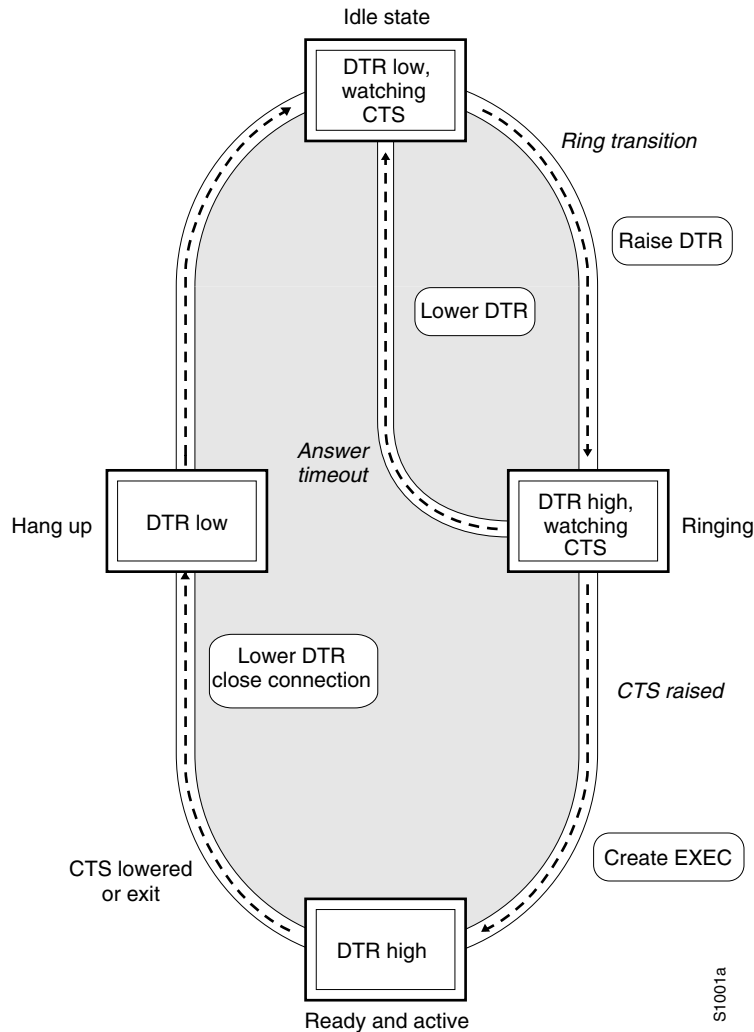 Idle state
DTR low,
watching
CTS
Ring transition
Raise DTR
Lower DTR
Answer
timeout
Hang up
DTR low
DTR high,
watching
CTS
Ringing
Lower DTR
close connection
CTS raised
CTS lowered
or exit
Create EXEC
DTR high
Ready and active
S1001a